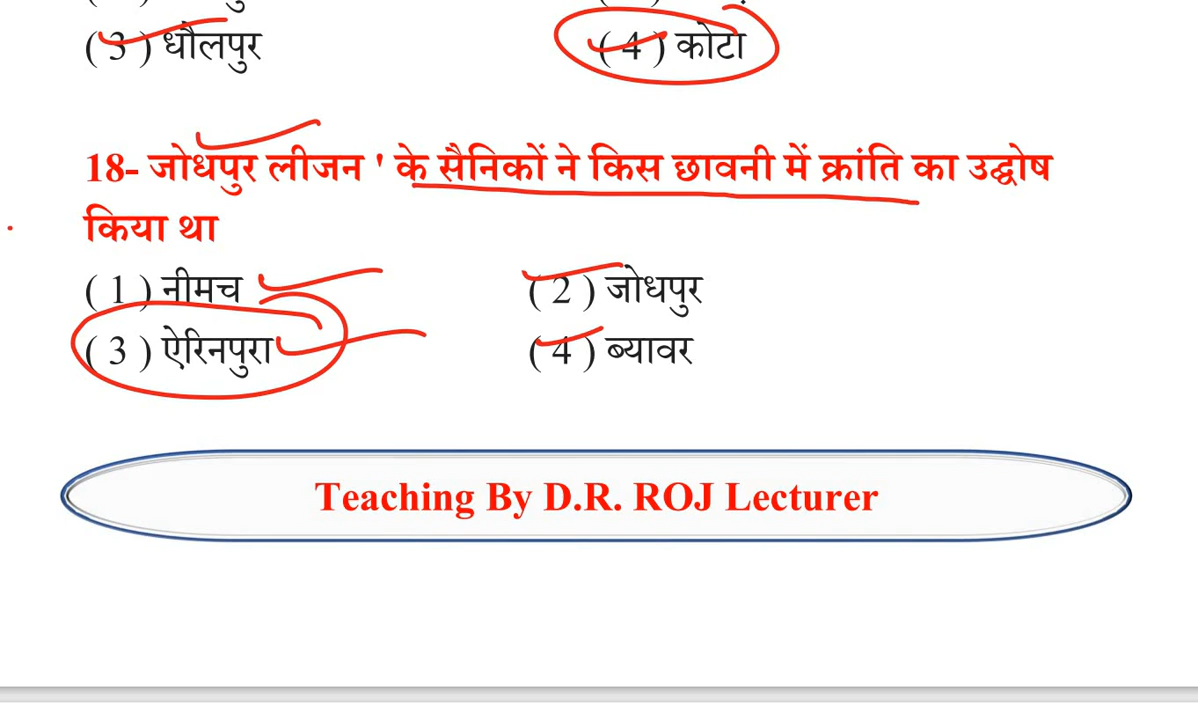 ( 3 ) धौलपुर ( 4 ) कोटा
18- जोधपुर लीजन ' के सैनिकों ने किस छावनी में क्रांति का उद्घोष
किया था
( 1 ) नीमच ( 2 ) जोधपुर
( 3 ) ऐरिनपुरा ( 4 ) ब्यावर
Teaching By D.R. ROJ Lecturer